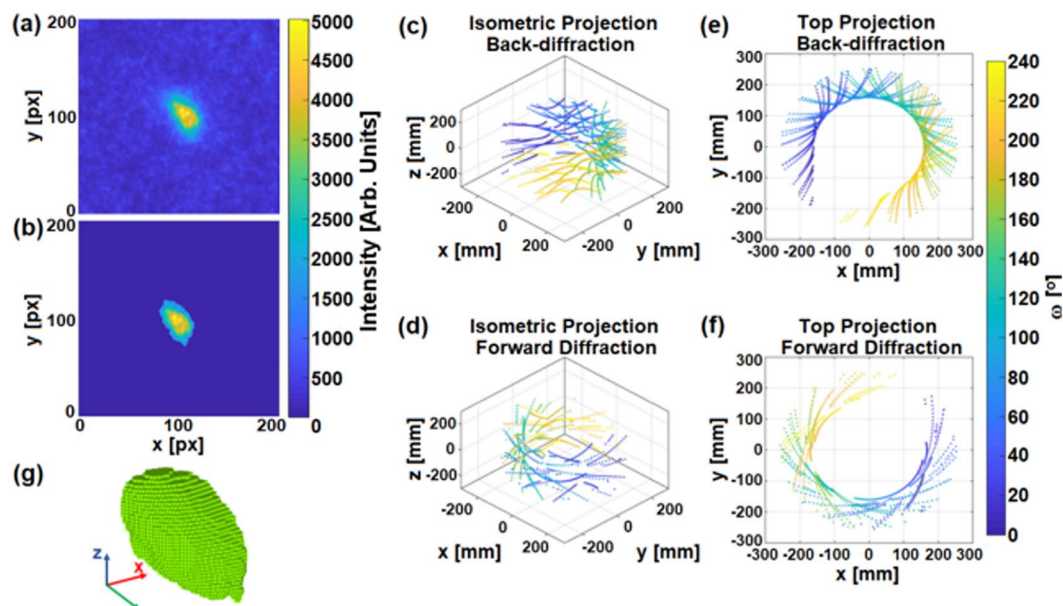 (a)
200
y [px]
100
0
(b)
200
y [px]
100
0
0
100
200
x [px]
5000
4500
4000
3500
3000
2500
2000
1500
1000
500
0
Intensity [Arb. Units]
(c)
Isometric Projection
Back-diffraction
z [mm]
200
0
-200
-200
0
200
x [mm]
200
0
-200
y [mm]
(d)
Isometric Projection
Forward Diffraction
z [mm]
200
0
-200
-200
0
200
x [mm]
200
0
-200
y [mm]
(e)
Top Projection
Back-diffraction
y [mm]
300
200
100
0
-100
-200
-300
-300 -200 -100 0 100 200 300
x [mm]
(f)
Top Projection
Forward Diffraction
y [mm]
300
200
100
0
-100
-200
-300
-300 -200 -100 0 100 200 300
x [mm]
240
220
200
180
160
140
120
100
80
60
40
20
0
ω [º]
(g)
z
x